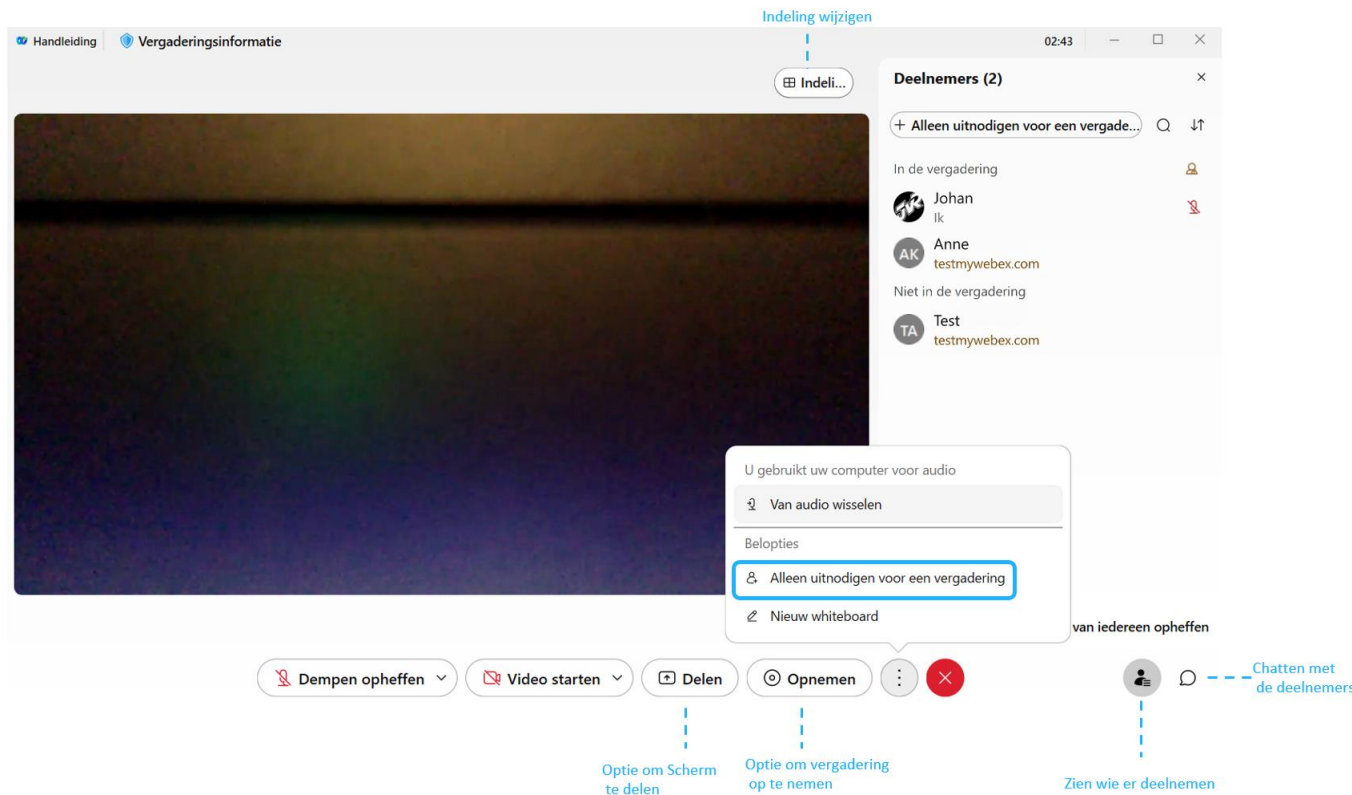 Indeling wijzigen
Handleiding
Vergaderingsinformatie
02:43
Indeli...
Deelnemers (2)
+ Alleen uitnodigen voor een vergade...
In de vergadering
Johan
Ik
AK
Anne
testmywebex.com
Niet in de vergadering
TA
Test
testmywebex.com
U gebruikt uw computer voor audio
Van audio wisselen
Belopties
Alleen uitnodigen voor een vergadering
Nieuw whiteboard
van iedereen opheffen
Dempen opheffen
Video starten
Delen
Opnemen
Chatten met
de deelnemers
Optie om Scherm
te delen
Optie om vergadering
op te nemen
Zien wie er deelnemen